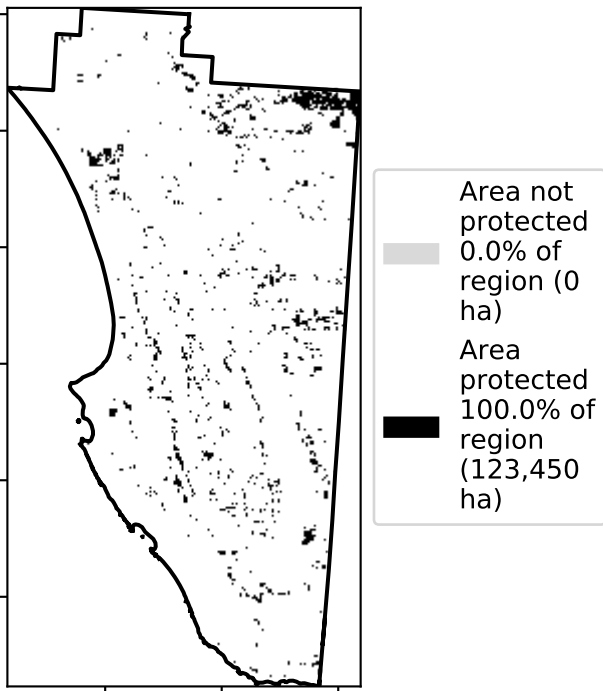 Area not
protected
0.0% of
region (0
ha)
Area
protected
100.0% of
region
(123,450
ha)